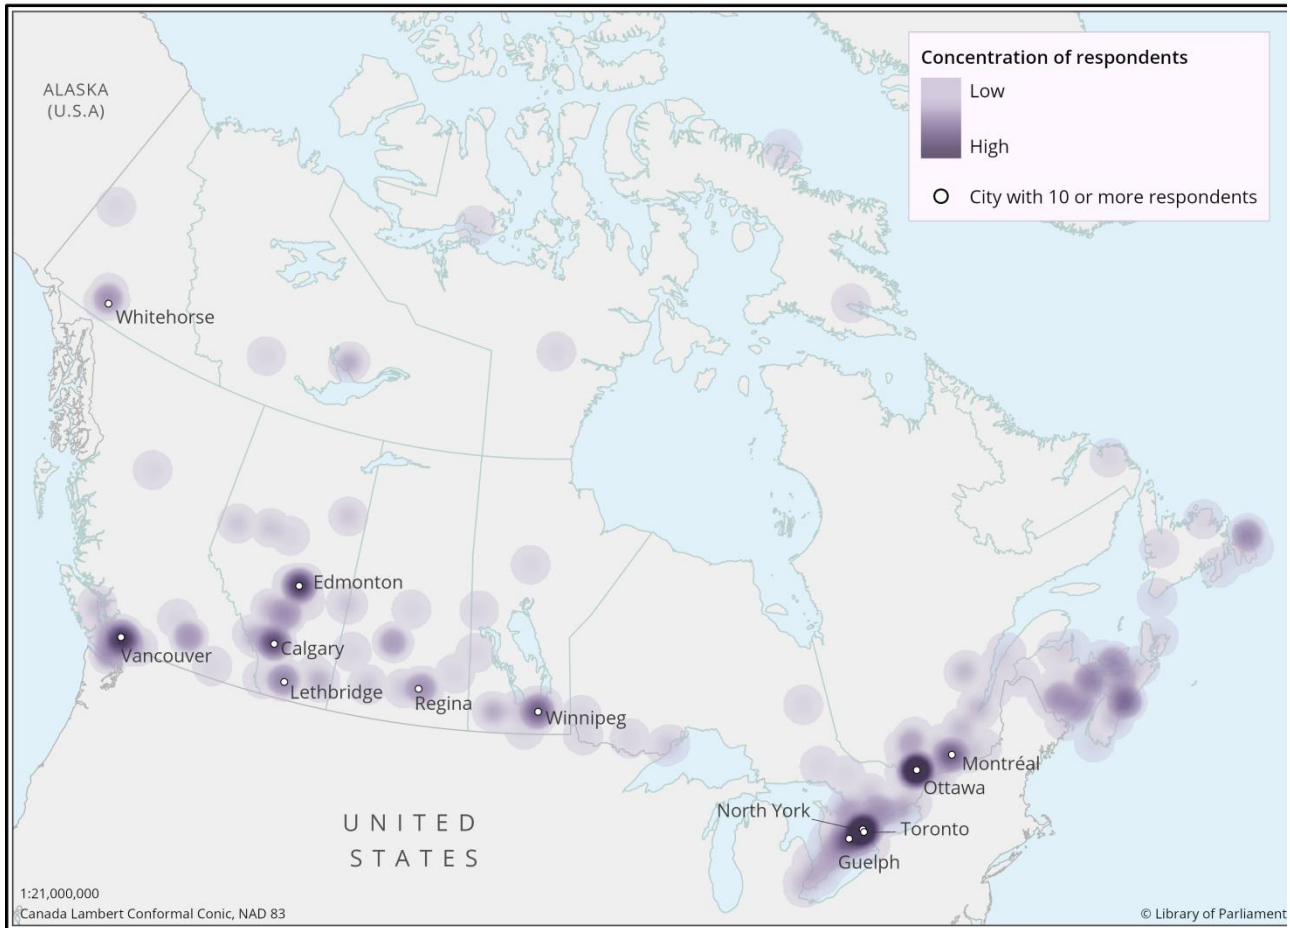 Concentration of respondents
Low
High
City with 10 or more respondents
ALASKA
(U.S.A)
Whitehorse
Edmonton
Vancouver
Calgary
Lethbridge
Regina
Winnipeg
Montréal
Ottawa
North York
Toronto
Guelph
UNITED
STATES
1:21,000,000
Canada Lambert Conformal Conic, NAD 83
© Library of Parliament